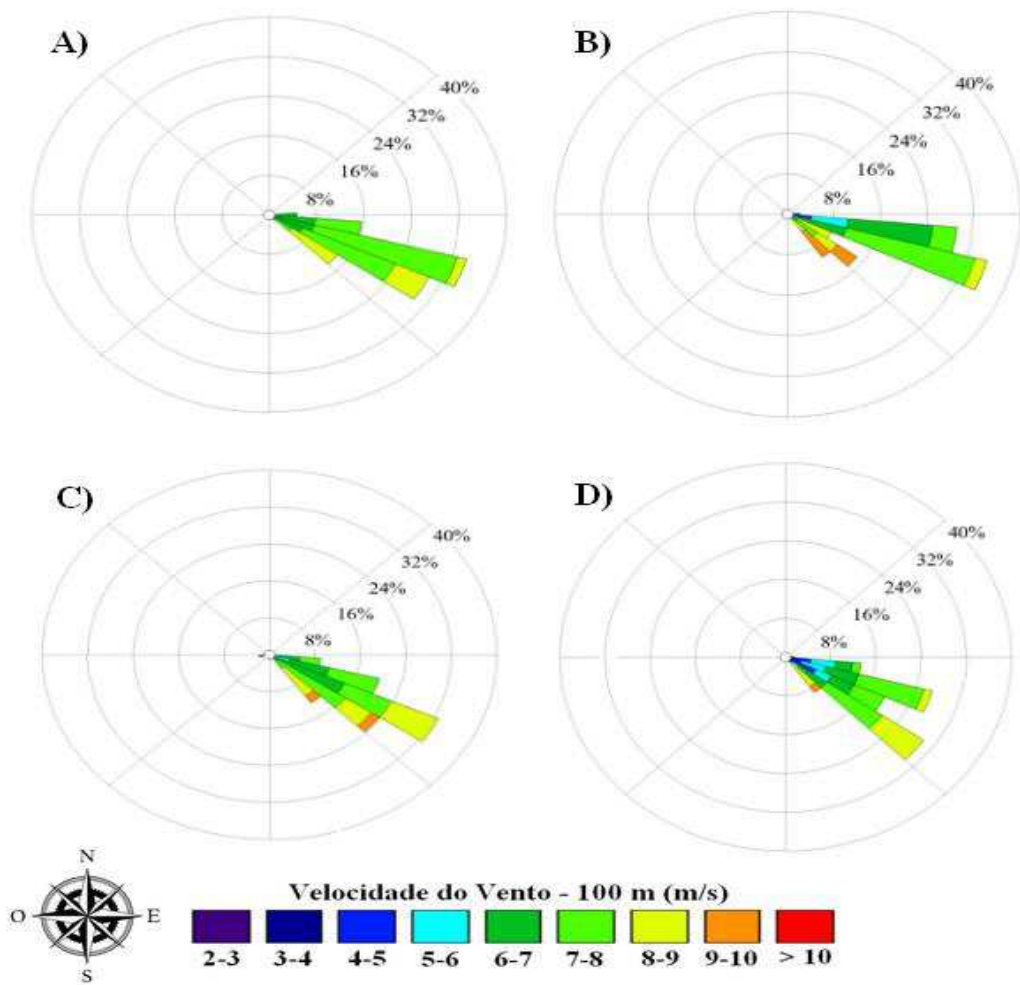 A)
40%
32%
24%
16%
8%
B)
40%
32%
24%
16%
8%
C)
40%
32%
24%
16%
8%
D)
40%
32%
24%
16%
8%
N
O
E
S
Velocidade do Vento - 100 m (m/s)
2-3 3-4 4-5 5-6 6-7 7-8 8-9 9-10 > 10